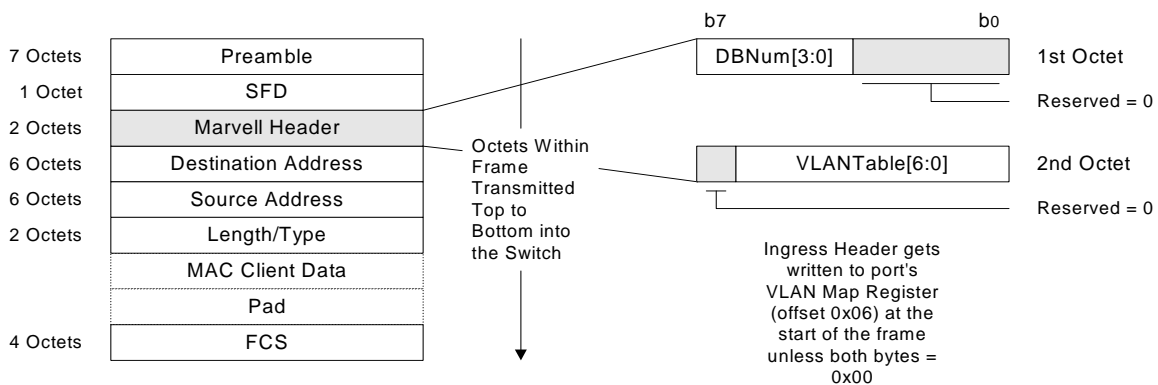 7 Octets
Preamble
1 Octet
SFD
2 Octets
Marvell Header
6 Octets
Destination Address
6 Octets
Source Address
2 Octets
Length/Type
MAC Client Data
Pad
4 Octets
FCS
Octets Within
Frame
Transmitted
Top to
Bottom into
the Switch
b7
b0
DBNum[3:0]
1st Octet
Reserved = 0
VLANTable[6:0]
2nd Octet
Reserved = 0
Ingress Header gets
written to port's
VLAN Map Register
(offset 0x06) at the
start of the frame
unless both bytes =
0x00